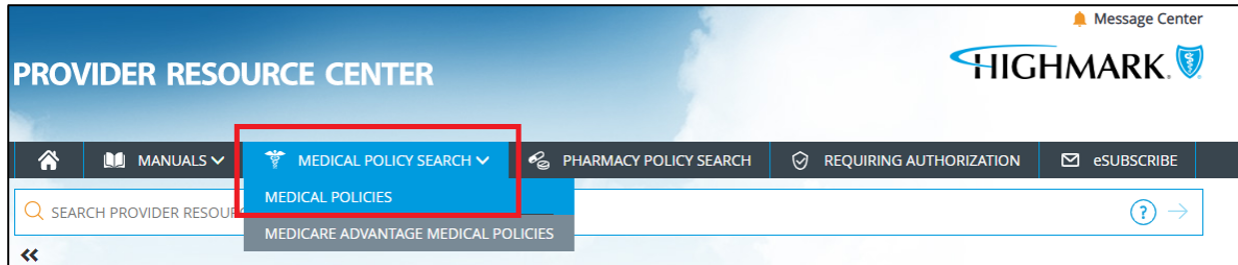 Message Center
PROVIDER RESOURCE CENTER
HIGHMARK.
MANUALS
MEDICAL POLICY SEARCH
PHARMACY POLICY SEARCH
REQUIRING AUTHORIZATION
eSUBSCRIBE
MEDICAL POLICIES
SEARCH PROVIDER
?
MEDICARE ADVANTAGE MEDICAL POLICIES
«